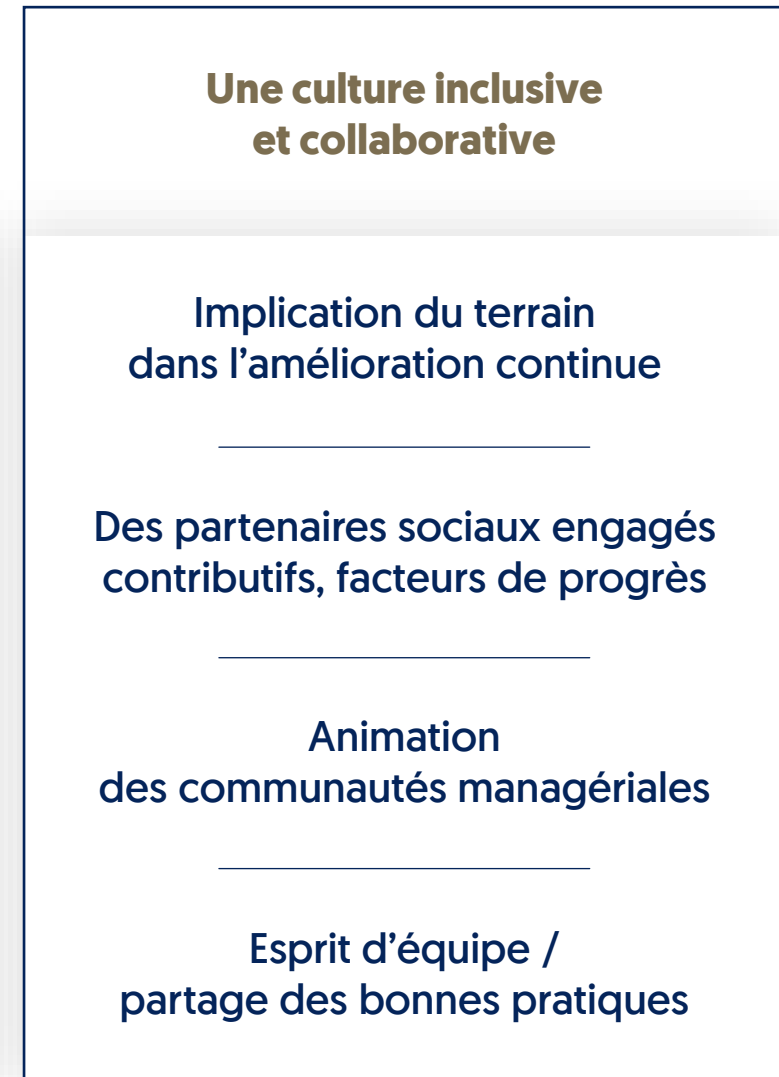 Une culture inclusive
et collaborative
Implication du terrain
dans l’amélioration continue
Des partenaires sociaux engagés
contributifs, facteurs de progrès
Animation
des communautés managériales
Esprit d’équipe /
partage des bonnes pratiques